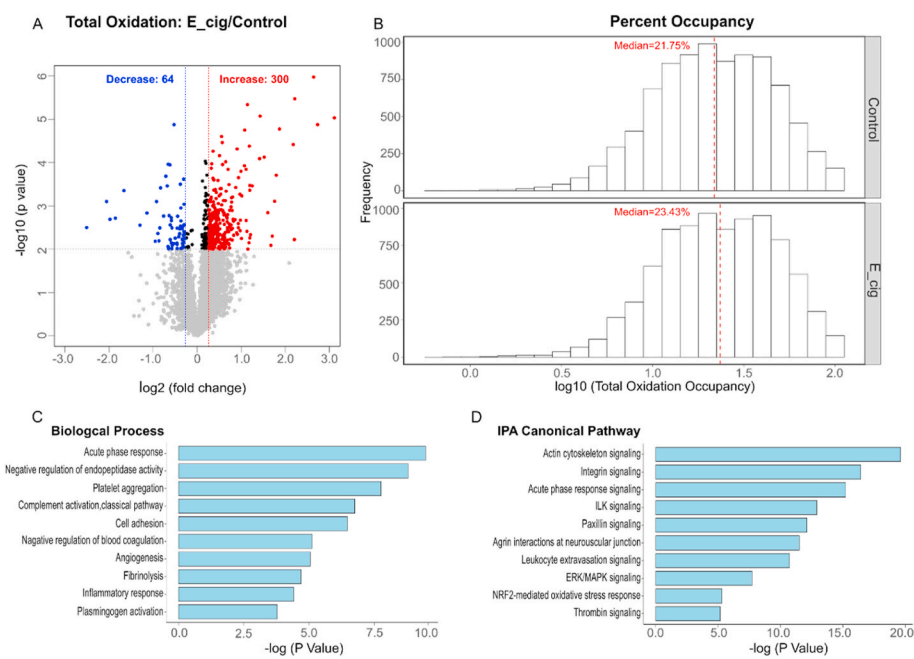 A
Total Oxidation: E_cig/Control
Decrease: 64
Increase: 300
6
5
4
3
2
1
0
-log10 (p value)
-3.0
-2.0
-1.0
0
1.0
2.0
3.0
log2 (fold change)
B
Percent Occupancy
Median=21.75%
1000
750
500
250
0
Control
Frequency
Median=23.43%
1000
750
500
250
0
E_cig
0.0
0.5
1.0
1.5
2.0
log10 (Total Oxidation Occupancy)
C
Biologcal Process
Acute phase response
Negative regulation of endopeptidase activity
Platelet aggregation
Complement activation,classical pathway
Cell adhesion
Nagative regulation of blood coagulation
Angiogenesis
Fibrinolysis
Inflammatory response
Plasmingogen activation
0.0
2.5
5.0
7.5
10.0
-log (P Value)
D
IPA Canonical Pathway
Actin cytoskeleton signaling
Integrin signaling
Acute phase response signaling
ILK signaling
Paxillin signaling
Agrin interactions at neurouscular junction
Leukocyte extravasation signaling
ERK/MAPK signaling
NRF2-mediated oxidative stress response
Thrombin signaling
0.0
5.0
10.0
15.0
20.0
-log (P Value)